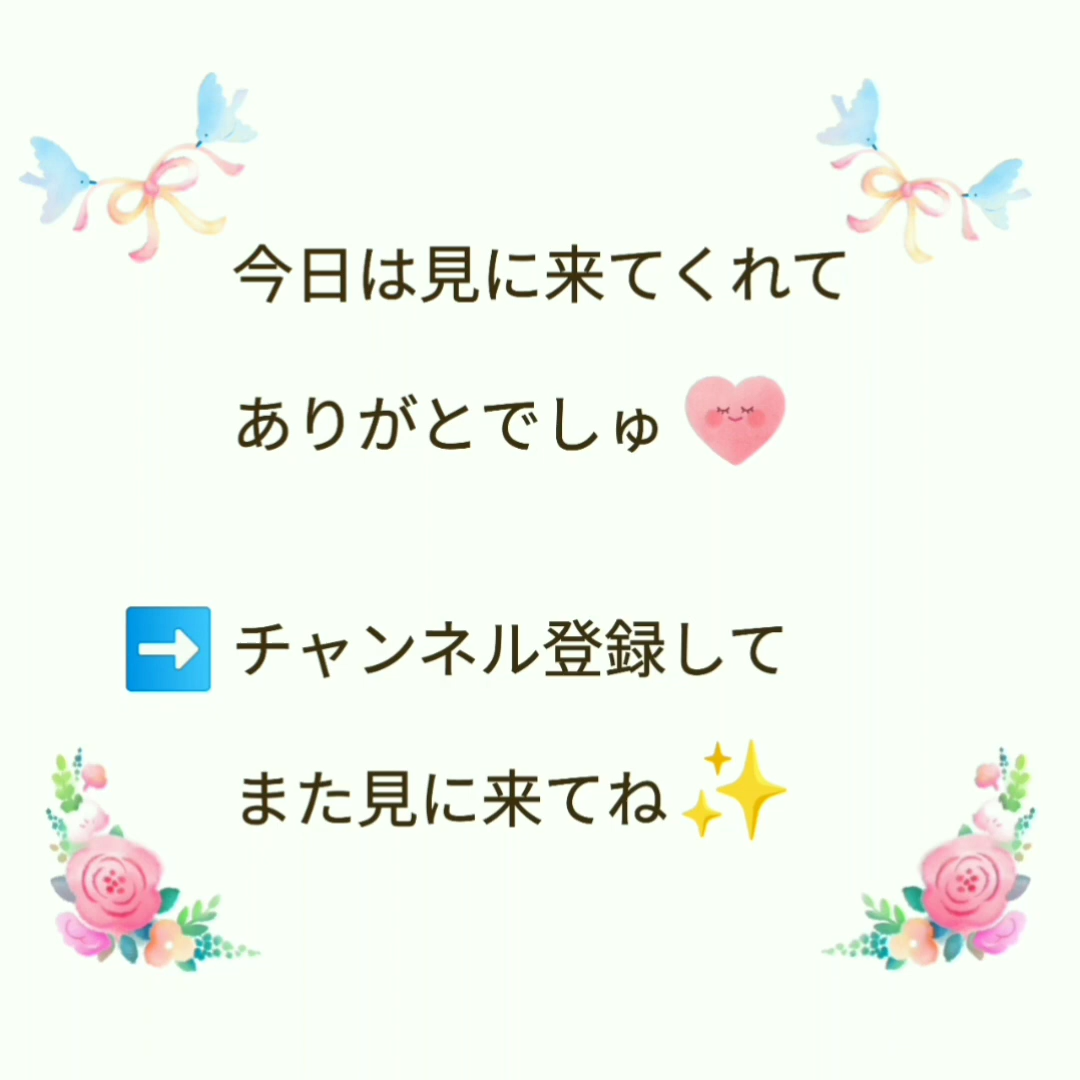 今日は見に来てくれて
ありがとでしゅ
➡チャンネル登録して
また見に来てね✨